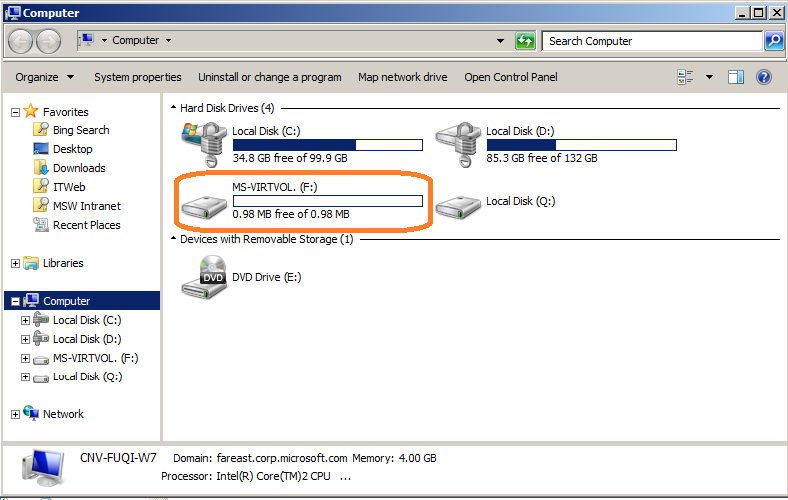 Computer
Computer
Search Computer
Organize System properties Uninstall or change a program Map network drive Open Control Panel
Favorites
Bing Search
Desktop
Downloads
ITWeb
MSW Intranet
Recent Places
Libraries
Computer
Local Disk (C:)
Local Disk (D:)
MS-VIRTVOL. (F:)
Local Disk (Q:)
Network
Hard Disk Drives (4)
Local Disk (C:)
34.8 GB free of 99.9 GB
Local Disk (D:)
85.3 GB free of 132 GB
MS-VIRTVOL. (F:)
0.98 MB free of 0.98 MB
Local Disk (Q:)
Devices with Removable Storage (1)
DVD
DVD Drive (E:)
CNV-FUQI-W7 Domain: fareast.corp.microsoft.com Memory: 4.00 GB
Processor: Intel(R) Core(TM)2 CPU ...